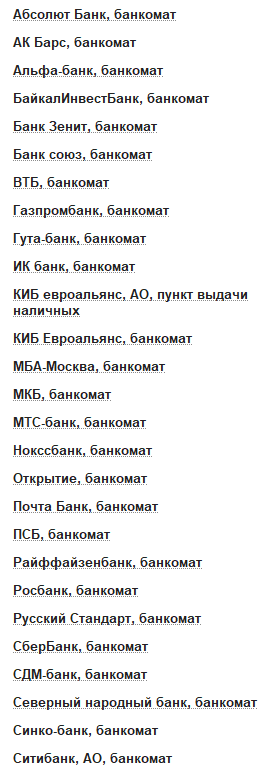 Абсолют Банк, банкомат
АК Барс, банкомат
Альфа-банк, банкомат
БайкалИнвестБанк, банкомат
Банк Зенит, банкомат
Банк союз, банкомат
ВТБ, банкомат
Газпромбанк, банкомат
Гута-банк, банкомат
ИК банк, банкомат
КИБ евроальянс, АО, пункт выдачи
наличных
КИБ Евроальянс, банкомат
МБА-Москва, банкомат
МКБ, банкомат
МТС-банк, банкомат
Нокссбанк, банкомат
Открытие, банкомат
Почта Банк, банкомат
ПСБ, банкомат
Райффайзенбанк, банкомат
Росбанк, банкомат
Русский Стандарт, банкомат
СберБанк, банкомат
СДМ-банк, банкомат
Северный народный банк, банкомат
Синко-банк, банкомат
Ситибанк, АО, банкомат